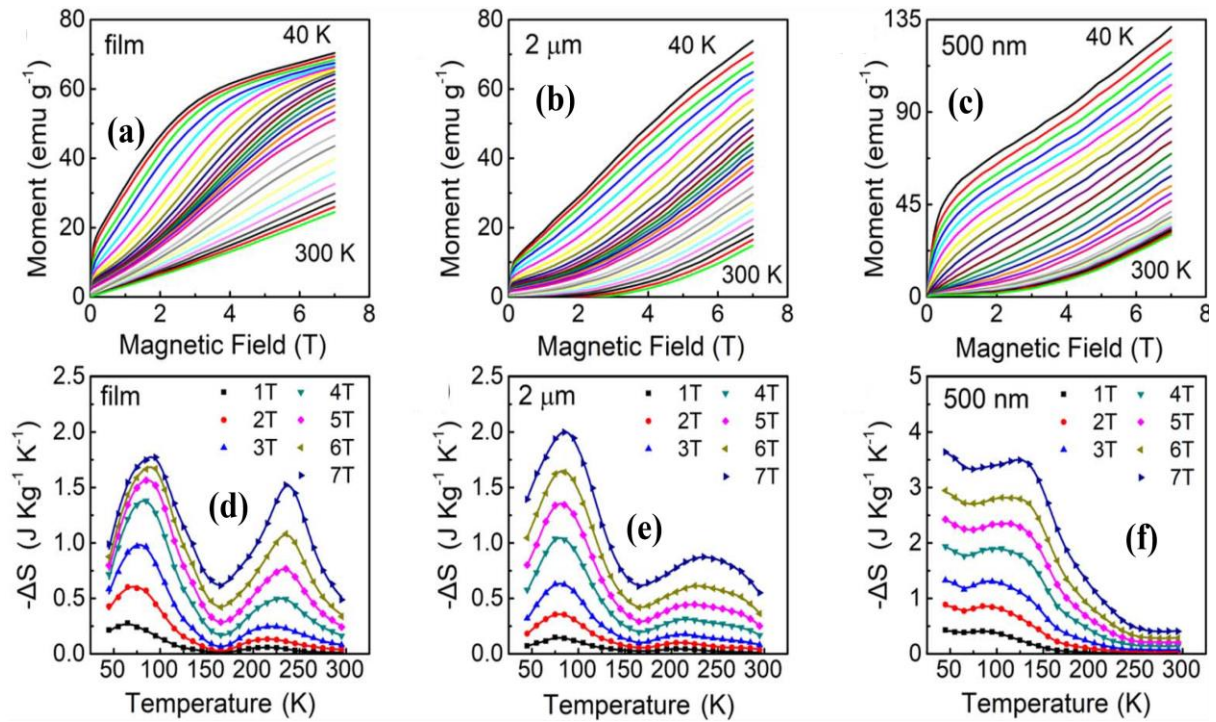 film
40 K
(a)
300 K
80
60
40
20
0
0 2 4 6 8
Moment (emu g⁻¹)
Magnetic Field (T)
2 μm
40 K
(b)
300 K
80
60
40
20
0
0 2 4 6 8
Moment (emu g⁻¹)
Magnetic Field (T)
500 nm
40 K
(c)
300 K
135
90
45
0
0 2 4 6 8
Moment (emu g⁻¹)
Magnetic Field (T)
film
1T 4T
2T 5T
3T 6T
7T
(d)
2.5
2.0
1.5
1.0
0.5
0.0
50 100 150 200 250 300
-ΔS (J Kg⁻¹ K⁻¹)
Temperature (K)
2 μm
1T 4T
2T 5T
3T 6T
7T
(e)
2.5
2.0
1.5
1.0
0.5
0.0
50 100 150 200 250 300
-ΔS (J Kg⁻¹ K⁻¹)
Temperature (K)
500 nm
1T 4T
2T 5T
3T 6T
7T
(f)
5
4
3
2
1
0
50 100 150 200 250 300
-ΔS (J Kg⁻¹ K⁻¹)
Temperature (K)